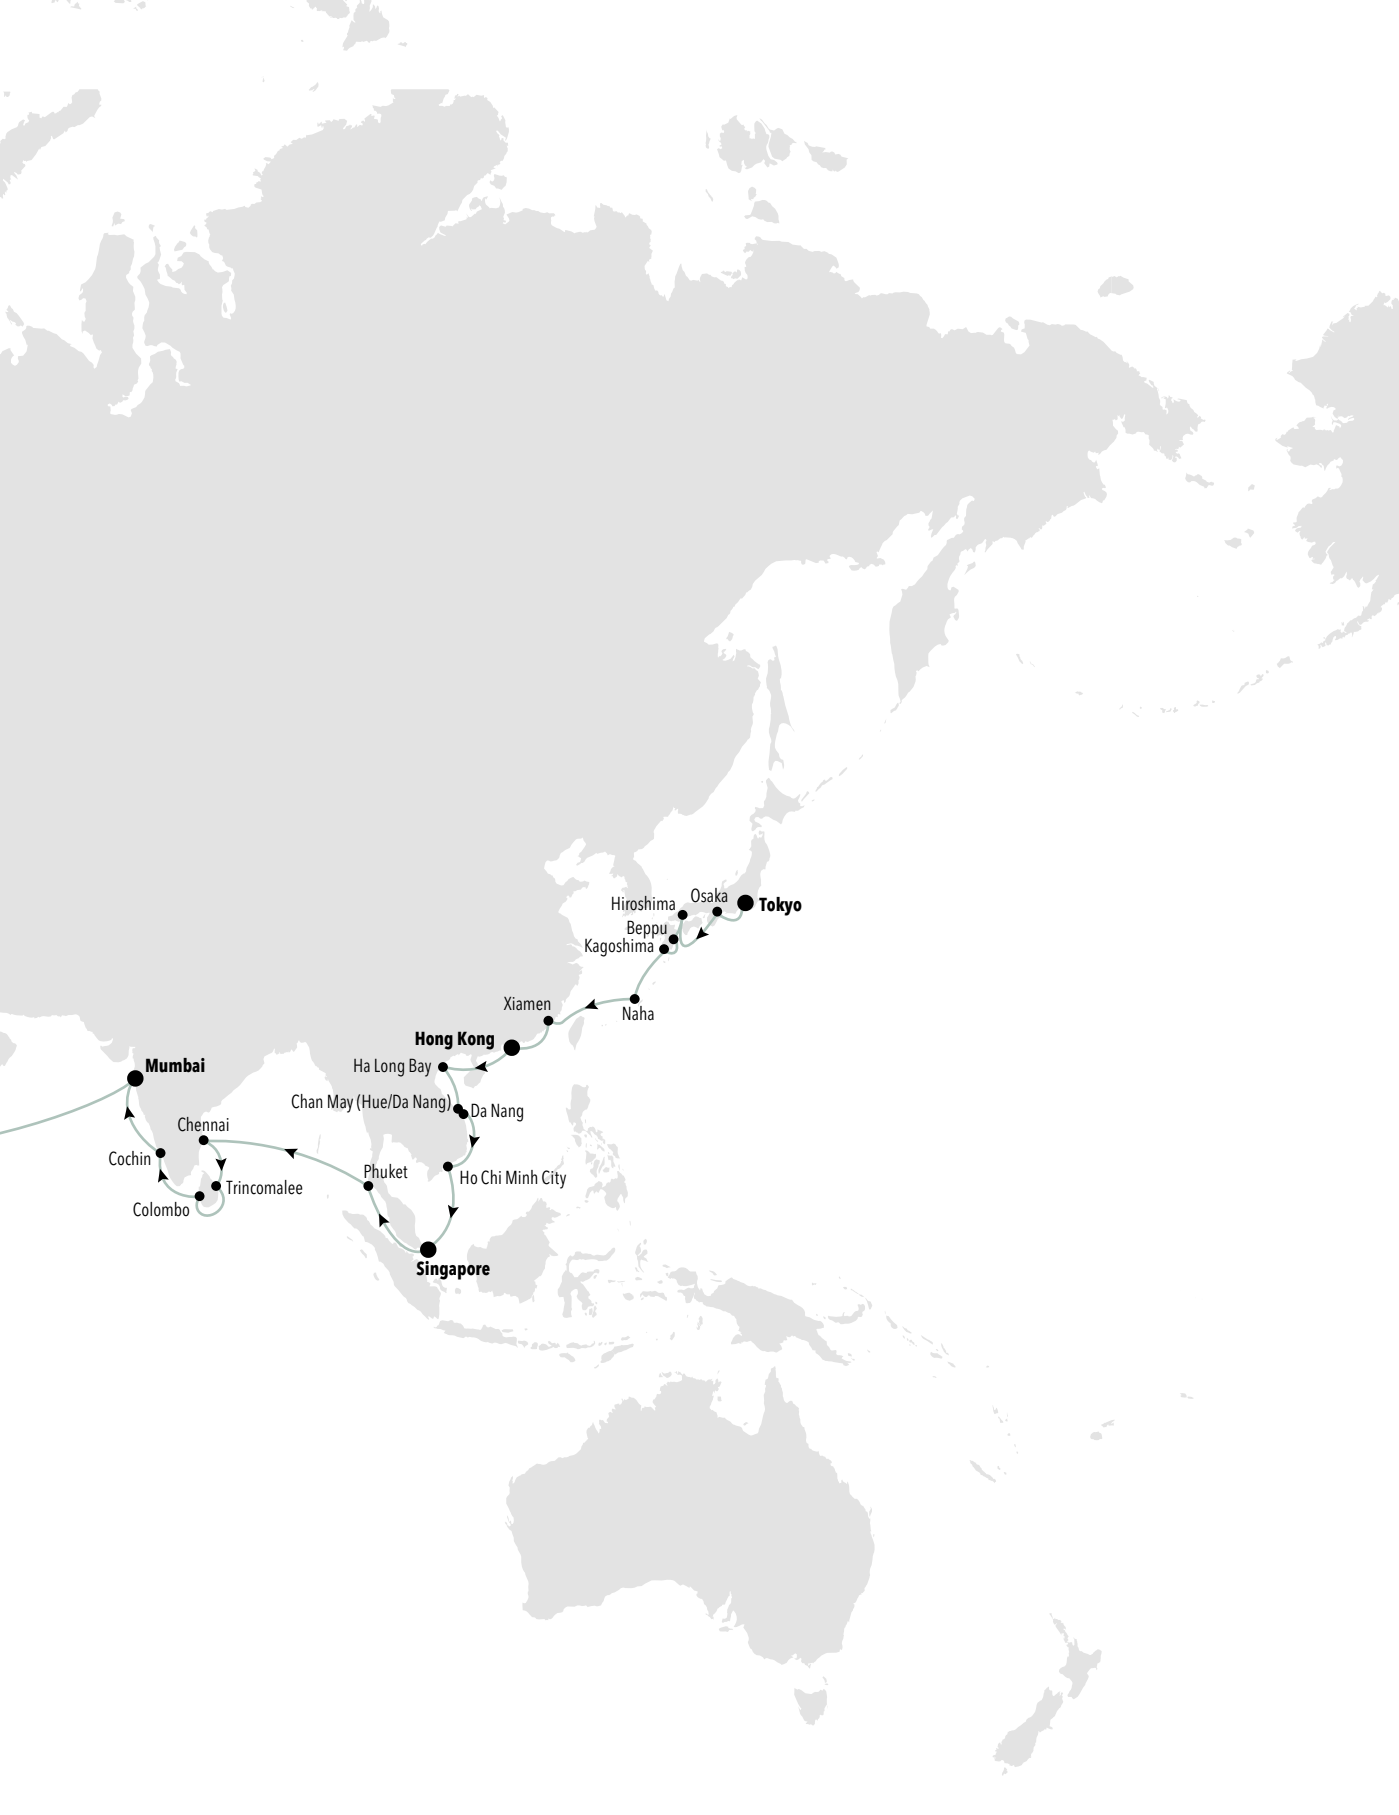 Osaka
Hiroshima
Tokyo
Beppu
Kagoshima
Xiamen
Naha
Hong Kong
Ha Long Bay
Mumbai
Chan May (Hue/Da Nang)
Da Nang
Chennai
Cochin
Phuket
Ho Chi Minh City
Trincomalee
Colombo
Singapore